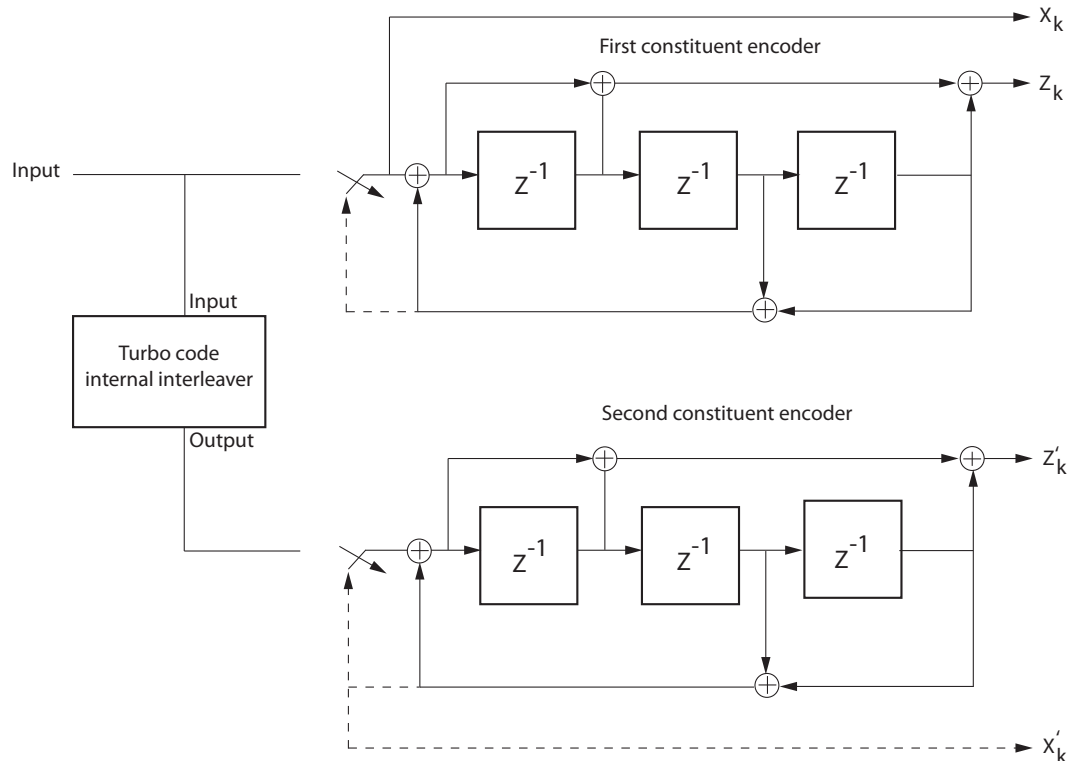 X_k
First constituent encoder
Z_k
Input
Z^-1
Z^-1
Z^-1
Input
Turbo code
internal interleaver
Output
Second constituent encoder
Z'_k
Z^-1
Z^-1
Z^-1
X'_k